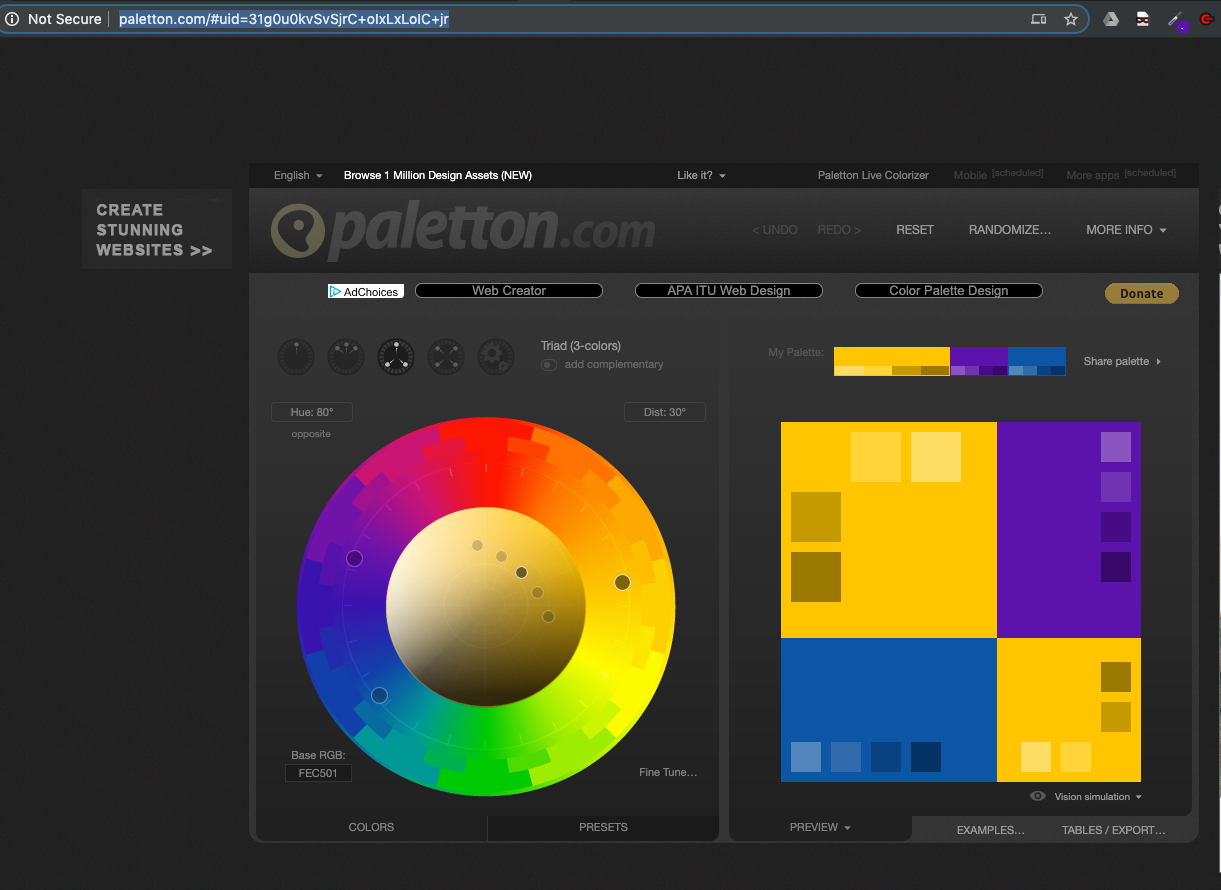 Not Secure
paletton.com/#uid=31g0u0kvSvSjrC+oIxLxLoIC+jr
English
Browse 1 Million Design Assets (NEW)
Like it?
Paletton Live Colorizer
Mobile [scheduled]
More apps [scheduled]
CREATE
STUNNING
WEBSITES >>
paletton.com
< UNDO
REDO >
RESET
RANDOMIZE...
MORE INFO
AdChoices
Web Creator
APA ITU Web Design
Color Palette Design
Donate
Triad (3-colors)
add complementary
My Palette:
Share palette
Hue: 80°
opposite
Dist: 30°
Base RGB:
FEC501
Fine Tune...
Vision simulation
COLORS
PRESETS
PREVIEW
EXAMPLES...
TABLES / EXPORT...